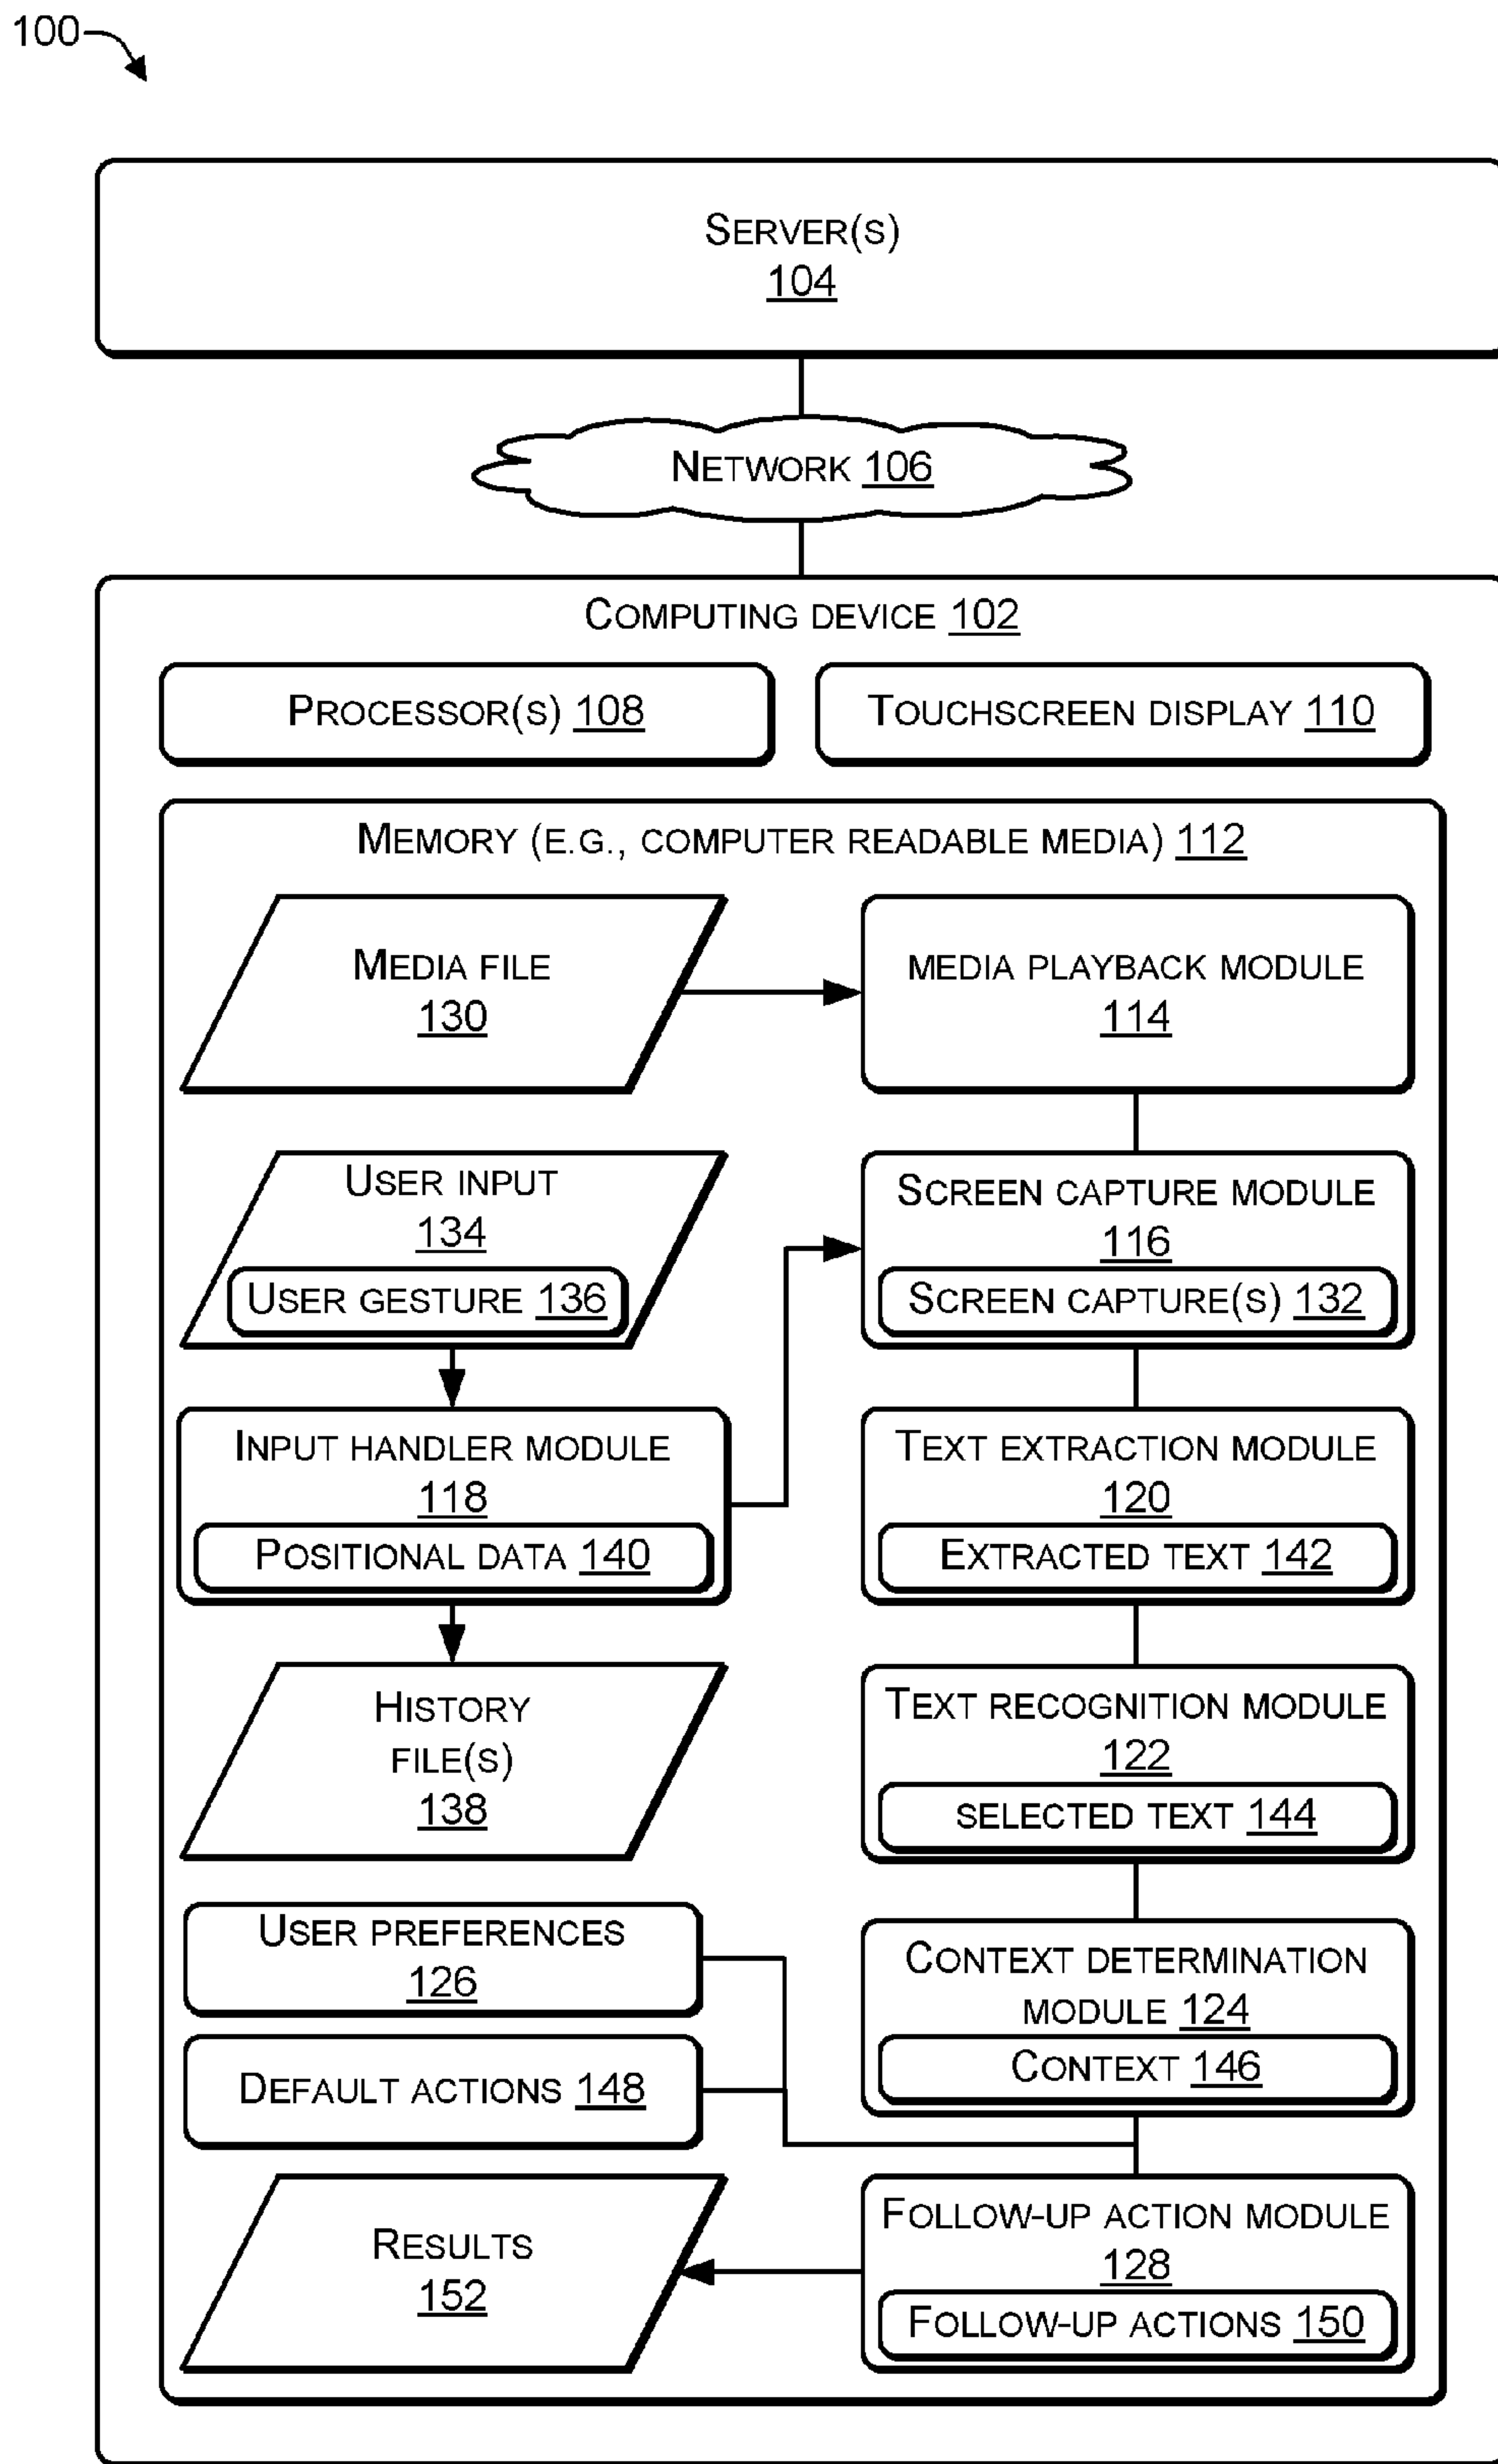 100
SERVER(S)
104
NETWORK 106
COMPUTING DEVICE 102
PROCESSOR(S) 108
TOUCHSCREEN DISPLAY 110
MEMORY (E.G., COMPUTER READABLE MEDIA) 112
MEDIA FILE
130
MEDIA PLAYBACK MODULE
114
USER INPUT
134
USER GESTURE 136
SCREEN CAPTURE MODULE
116
SCREEN CAPTURE(S) 132
INPUT HANDLER MODULE
118
POSITIONAL DATA 140
TEXT EXTRACTION MODULE
120
EXTRACTED TEXT 142
HISTORY
FILE(S)
138
TEXT RECOGNITION MODULE
122
SELECTED TEXT 144
USER PREFERENCES
126
DEFAULT ACTIONS 148
CONTEXT DETERMINATION
MODULE 124
CONTEXT 146
RESULTS
152
FOLLOW-UP ACTION MODULE
128
FOLLOW-UP ACTIONS 150